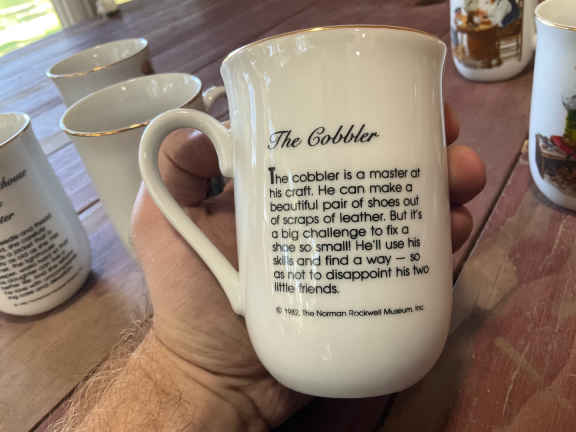 The Cobbler
The cobbler is a master at
his craft. He can make a
beautiful pair of shoes out
of scraps of leather. But it's
a big challenge to fix a
shoe so small! He'll use his
skills and find a way — so
as not to disappoint his two
little friends.
© 1982, The Norman Rockwell Museum, Inc.